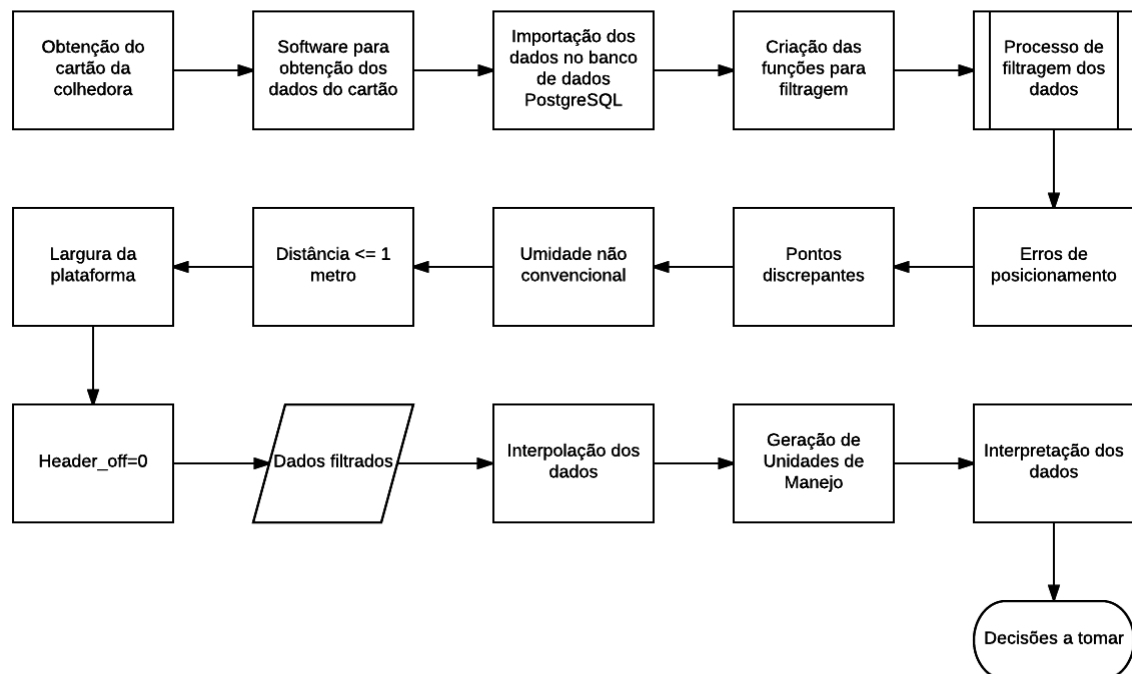 Obtenção do
cartão da
colhedora
Software para
obtenção dos
dados do cartão
Importação dos
dados no banco
de dados
PostgreSQL
Criação das
funções para
filtragem
Processo de
filtragem dos
dados
Erros de
posicionamento
Pontos
discrepantes
Umidade não
convencional
Distância <= 1
metro
Largura da
plataforma
Header_off=0
Dados filtrados
Interpolação dos
dados
Geração de
Unidades de
Manejo
Interpretação dos
dados
Decisões a tomar